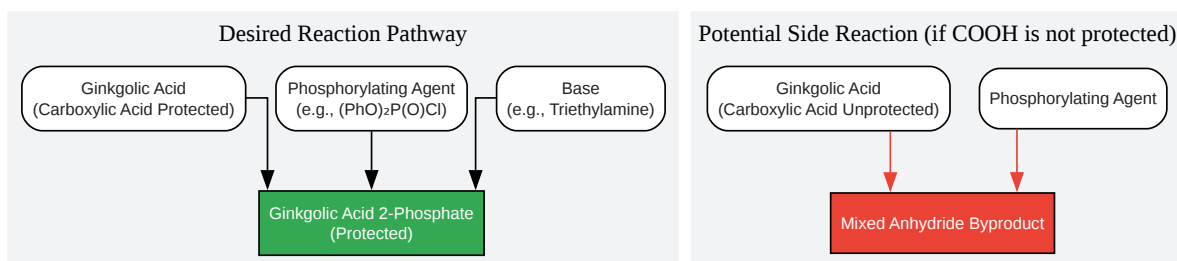 Desired Reaction Pathway
Ginkgolic Acid
(Carboxylic Acid Protected)
Phosphorylating Agent
(e.g., (PhO)₂P(O)Cl)
Base
(e.g., Triethylamine)
Ginkgolic Acid 2-Phosphate
(Protected)
Potential Side Reaction (if COOH is not protected)
Ginkgolic Acid
(Carboxylic Acid Unprotected)
Phosphorylating Agent
Mixed Anhydride Byproduct